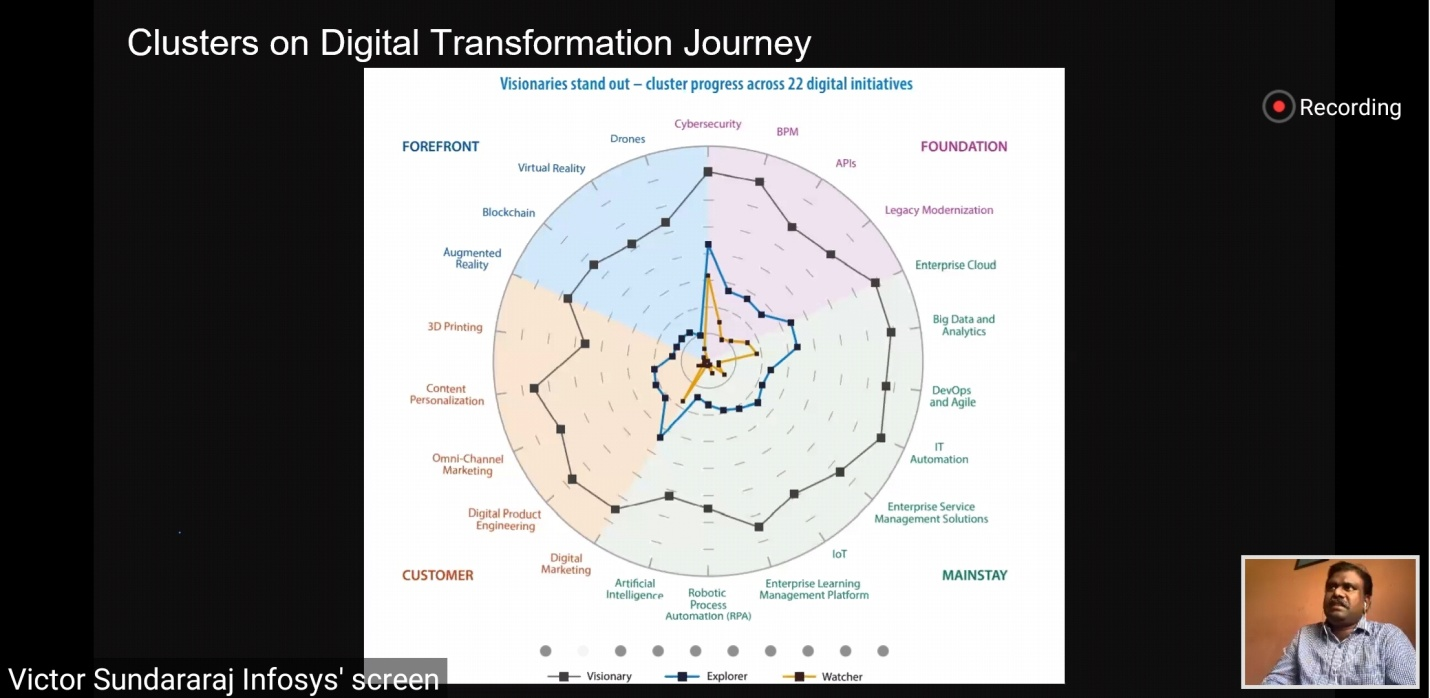 Clusters on Digital Transformation Journey
Visionaries stand out – cluster progress across 22 digital initiatives
Recording
FOREFRONT
FOUNDATION
Cybersecurity
BPM
APIs
Legacy Modernization
Enterprise Cloud
Big Data and
Analytics
DevOps
and Agile
IT
Automation
Enterprise Service
Management Solutions
IoT
Enterprise Learning
Management Platform
Robotic
Process
Automation (RPA)
Artificial
Intelligence
Digital
Marketing
Digital Product
Engineering
Omni-Channel
Marketing
Content
Personalization
3D Printing
Augmented
Reality
Blockchain
Virtual Reality
Drones
CUSTOMER
MAINSTAY
Visionary
Explorer
Watcher
Victor Sundararaj Infosys' screen